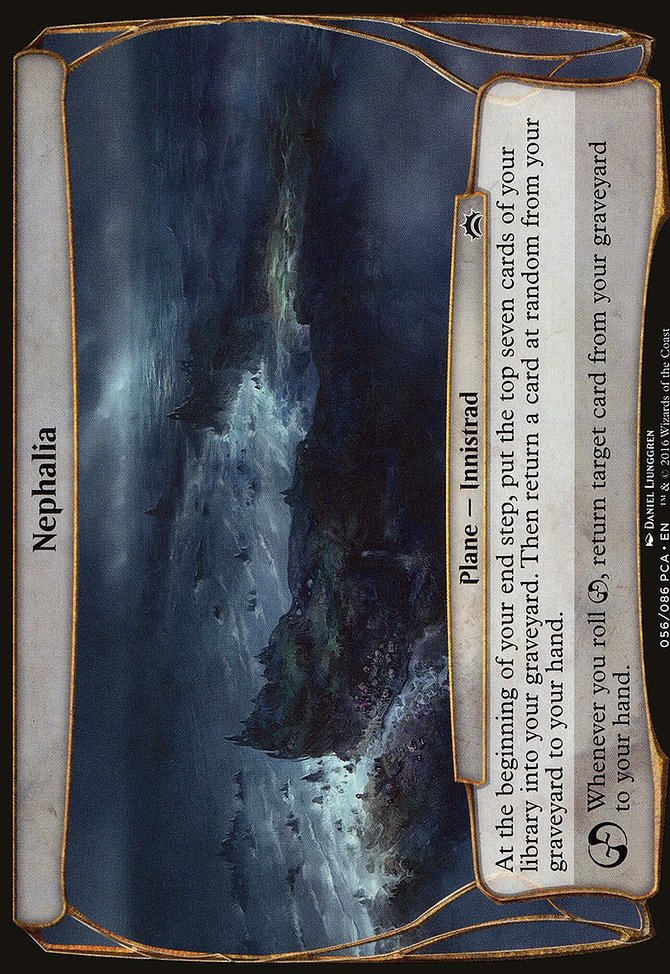 Nephalia
Plane — Innistrad
At the beginning of your end step, put the top seven cards of your
library into your graveyard. Then return a card at random from your
graveyard to your hand.
Whenever you roll , return target card from your graveyard
to your hand.
Daniel Ljunggren
056/086 PCA • EN ™ & © 2016 Wizards of the Coast